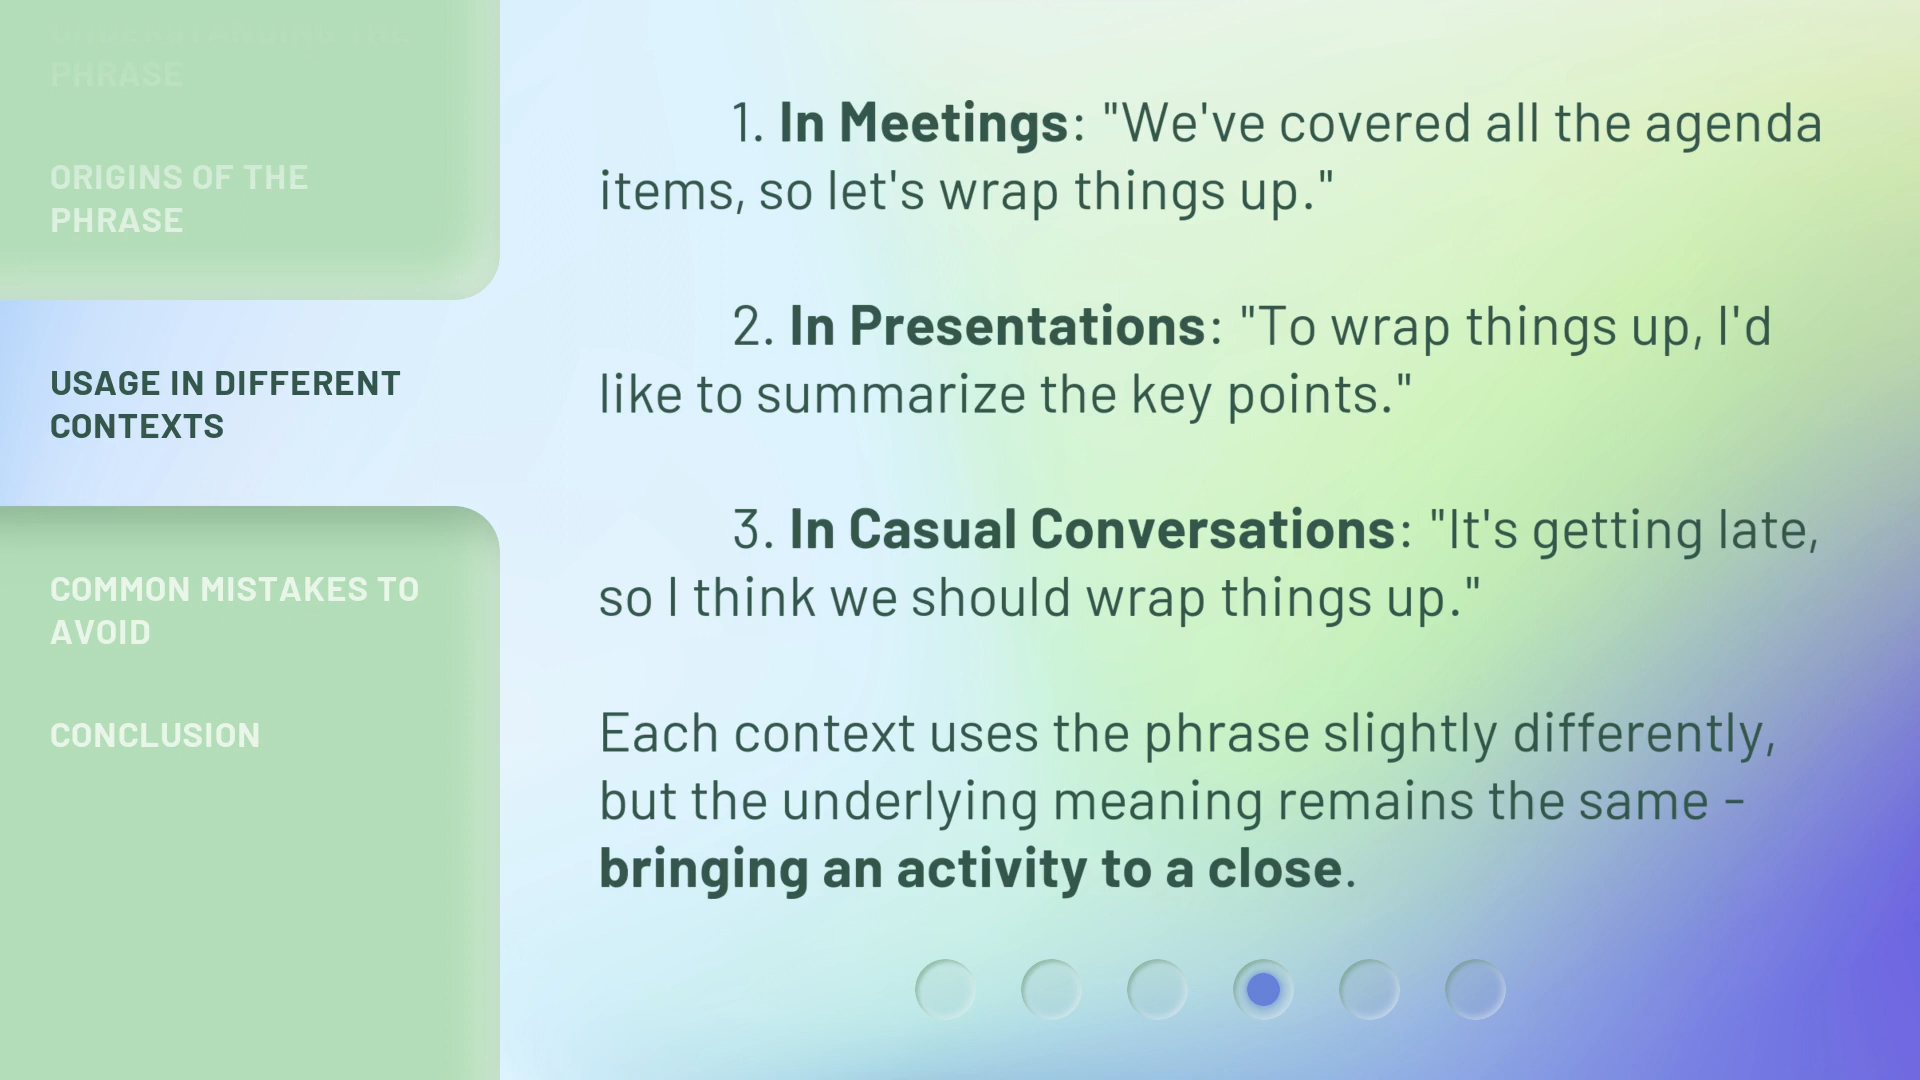 UNDERSTANDING THE
PHRASE
ORIGINS OF THE
PHRASE
USAGE IN DIFFERENT
CONTEXTS
COMMON MISTAKES TO
AVOID
CONCLUSION
1. In Meetings: "We've covered all the agenda
items, so let's wrap things up."
2. In Presentations: "To wrap things up, I'd
like to summarize the key points."
3. In Casual Conversations: "It's getting late,
so I think we should wrap things up."
Each context uses the phrase slightly differently,
but the underlying meaning remains the same -
bringing an activity to a close.